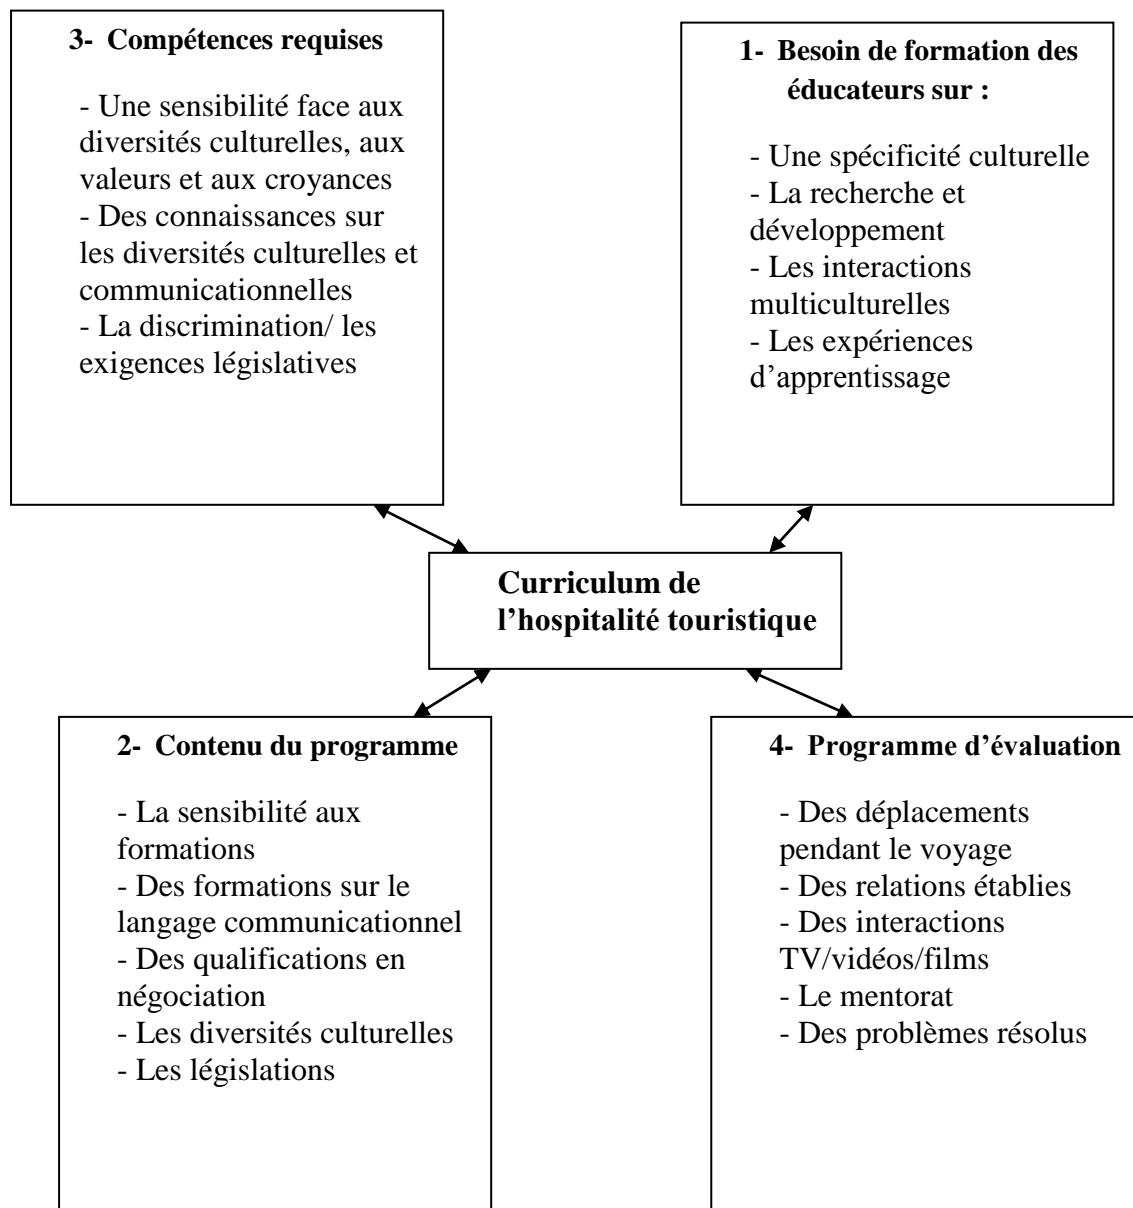 3- Compétences requises
- Une sensibilité face aux
diversités culturelles, aux
valeurs et aux croyances
- Des connaissances sur
les diversités culturelles et
communicationnelles
- La discrimination/ les
exigences législatives
1- Besoin de formation des
éducateurs sur :
- Une spécificité culturelle
- La recherche et
développement
- Les interactions
multiculturelles
- Les expériences
d’apprentissage
Curriculum de
l’hospitalité touristique
2- Contenu du programme
- La sensibilité aux
formations
- Des formations sur le
langage communicationnel
- Des qualifications en
négociation
- Les diversités culturelles
- Les législations
4- Programme d’évaluation
- Des déplacements
pendant le voyage
- Des relations établies
- Des interactions
TV/vidéos/films
- Le mentorat
- Des problèmes résolus